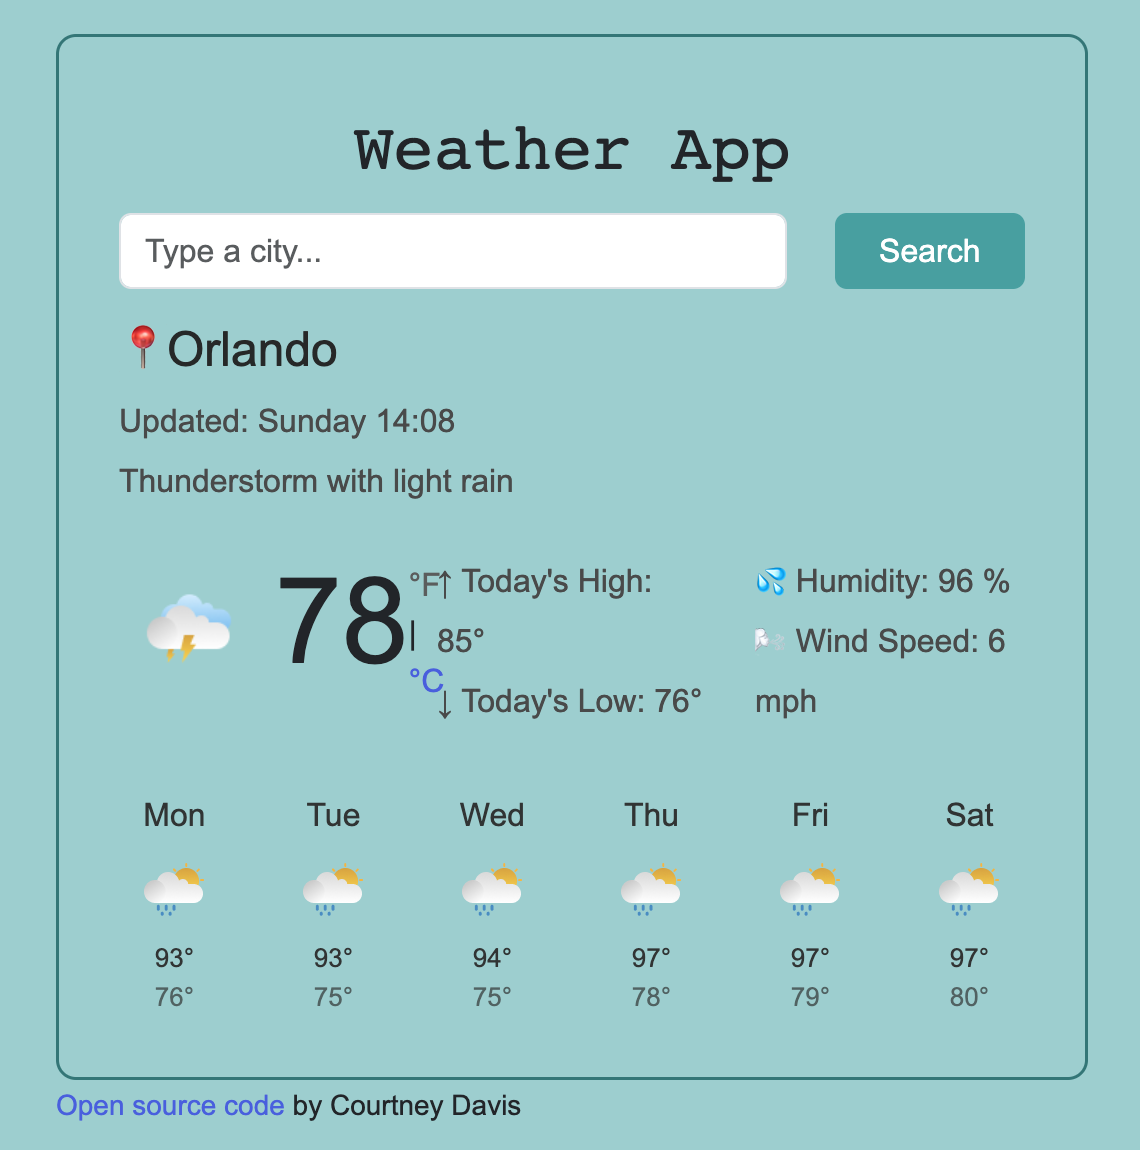 Weather App
Type a city...
Search
Orlando
Updated: Sunday 14:08
Thunderstorm with light rain
78
°F
|
°C
↑ Today's High:
85°
↓ Today's Low: 76°
Humidity: 96 %
Wind Speed: 6
mph
Mon Tue Wed Thu Fri Sat
93° 93° 94° 97° 97° 97°
76° 75° 75° 78° 79° 80°
Open source code by Courtney Davis